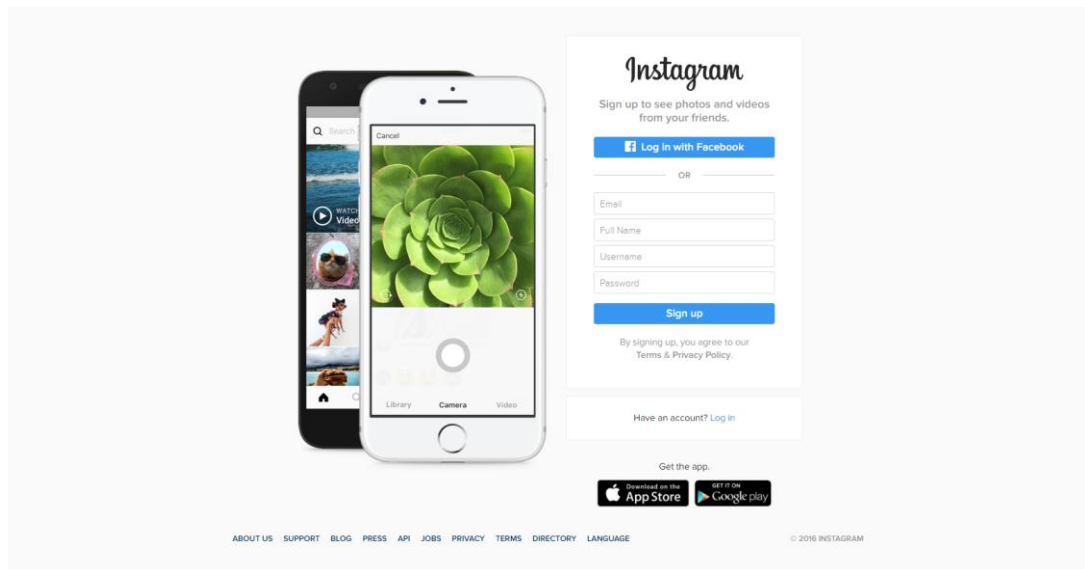 Search
WATCH
Video
Cancel
Library Camera Video
Instagram
Sign up to see photos and videos
from your friends.
Log in with Facebook
OR
Email
Full Name
Username
Password
Sign up
By signing up, you agree to our
Terms & Privacy Policy.
Have an account? Log in
Get the app.
Download on the
App Store
GET IT ON
Google play
ABOUT US SUPPORT BLOG PRESS API JOBS PRIVACY TERMS DIRECTORY LANGUAGE
© 2016 INSTAGRAM